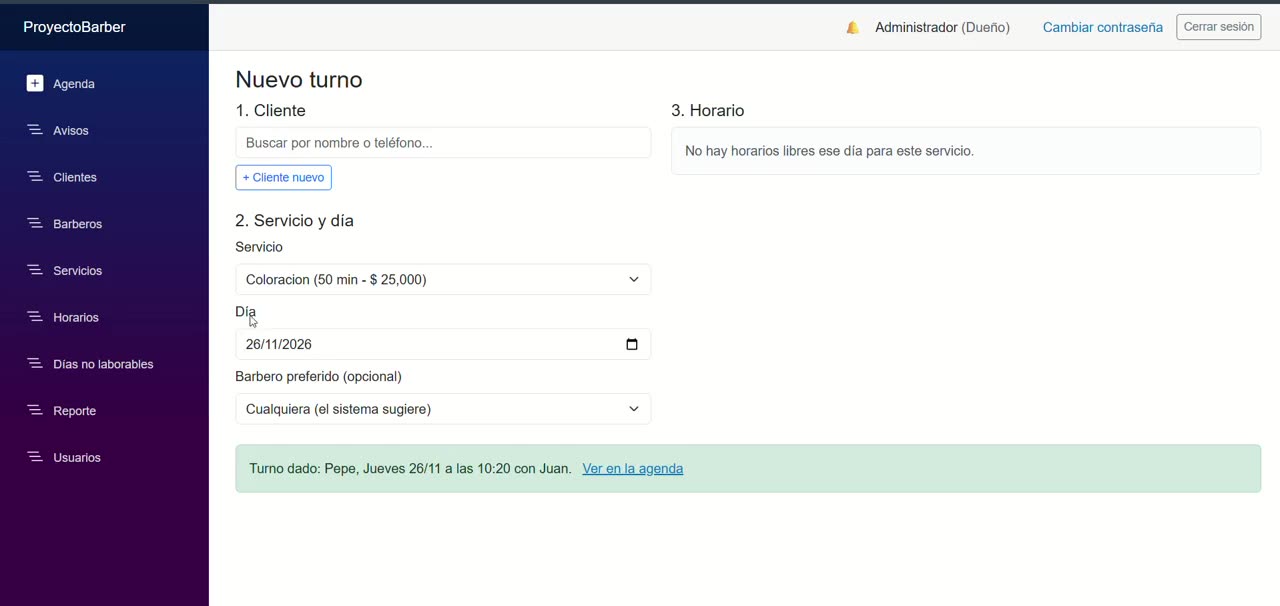 ProyectoBarber
Administrador (Dueño)
Cambiar contraseña
Cerrar sesión
Agenda
Avisos
Clientes
Barberos
Servicios
Horarios
Días no laborables
Reporte
Usuarios
Nuevo turno
1. Cliente
Buscar por nombre o teléfono...
+ Cliente nuevo
2. Servicio y día
Servicio
Coloracion (50 min - $ 25,000)
Día
26/11/2026
Barbero preferido (opcional)
Cualquiera (el sistema sugiere)
3. Horario
No hay horarios libres ese día para este servicio.
Turno dado: Pepe, Jueves 26/11 a las 10:20 con Juan. Ver en la agenda